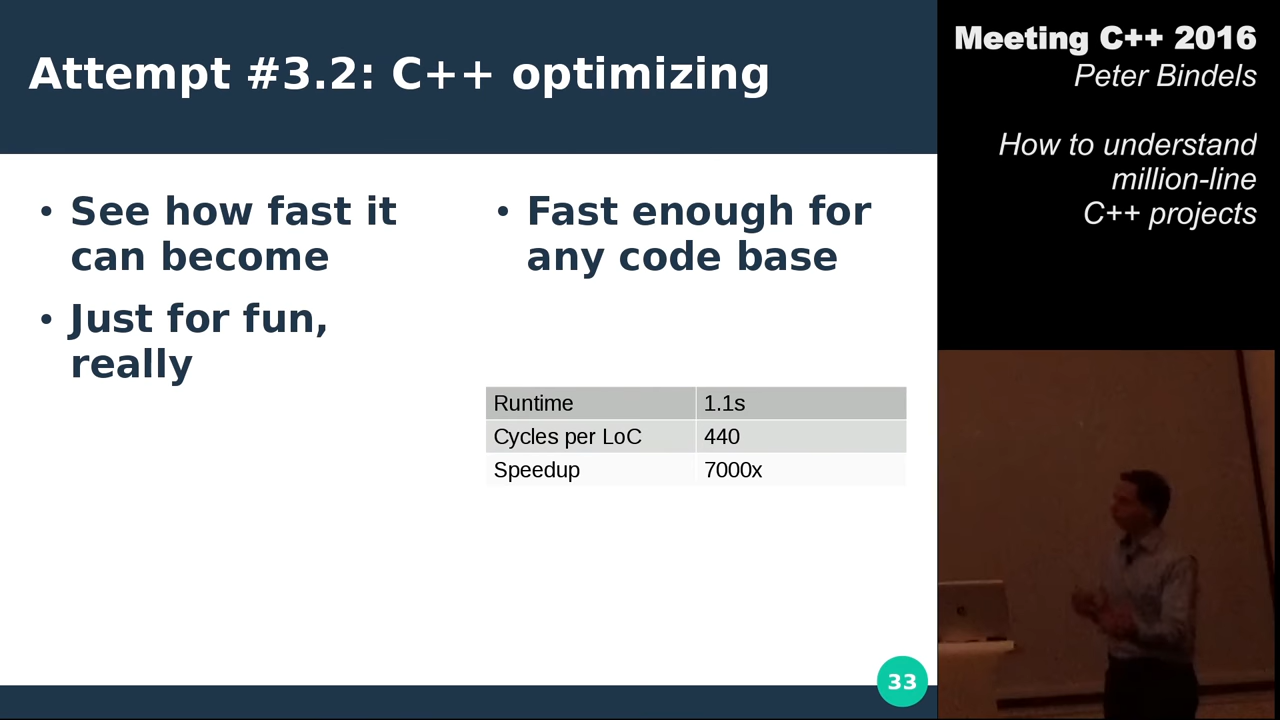 Attempt #3.2: C++ optimizing
• See how fast it
can become
• Just for fun,
really
• Fast enough for
any code base
Runtime 1.1s
Cycles per LoC 440
Speedup 7000x
33
Meeting C++ 2016
Peter Bindels
How to understand
million-line
C++ projects